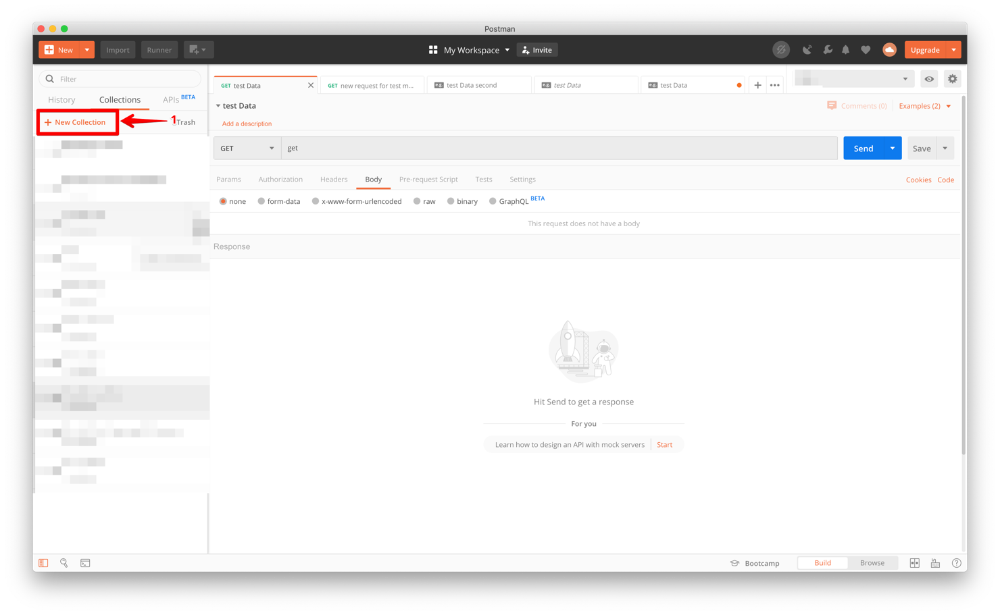 Postman
New
Import
Runner
My Workspace
Invite
Upgrade
Filter
History
Collections
APIs BETA
+ New Collection
1
Trash
GET test Data
GET new request for test m...
e.g. test Data second
e.g. test Data
e.g. test Data
test Data
Comments (0)
Examples (2)
Add a description
GET
get
Send
Save
Params
Authorization
Headers
Body
Pre-request Script
Tests
Settings
Cookies
Code
none
form-data
x-www-form-urlencoded
raw
binary
GraphQL BETA
This request does not have a body
Response
Hit Send to get a response
For you
Learn how to design an API with mock servers
Start
Bootcamp
Build
Browse